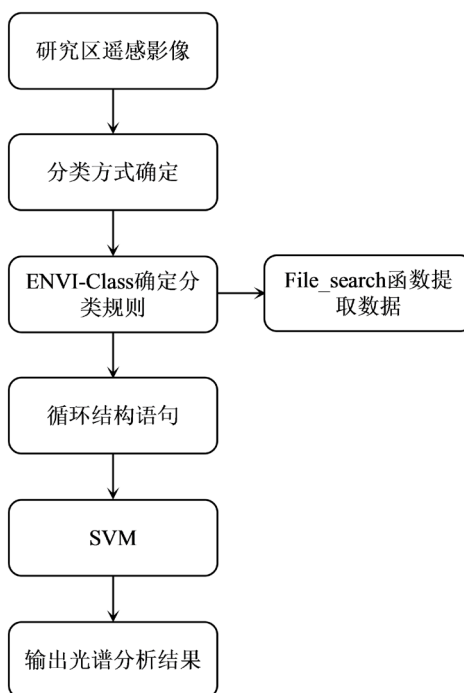 研究区遥感影像
分类方式确定
ENVI-Class确定分
类规则
File_search函数提
取数据
循环结构语句
SVM
输出光谱分析结果